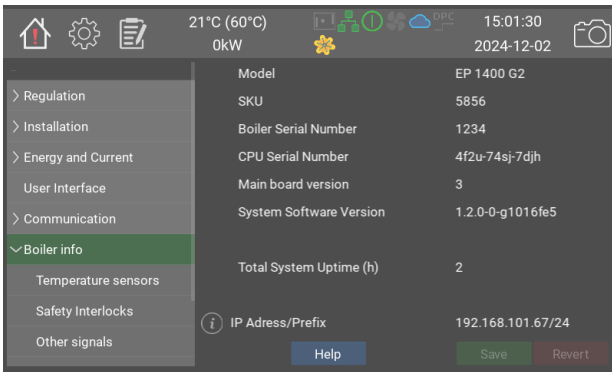 21°C (60°C)
0kW
DPC
15:01:30
2024-12-02
Regulation
Installation
Energy and Current
User Interface
Communication
Boiler info
Temperature sensors
Safety Interlocks
Other signals
Model EP 1400 G2
SKU 5856
Boiler Serial Number 1234
CPU Serial Number 4f2u-74sj-7djh
Main board version 3
System Software Version 1.2.0-0-g1016fe5
Total System Uptime (h) 2
i IP Adress/Prefix 192.168.101.67/24
Help Save Revert